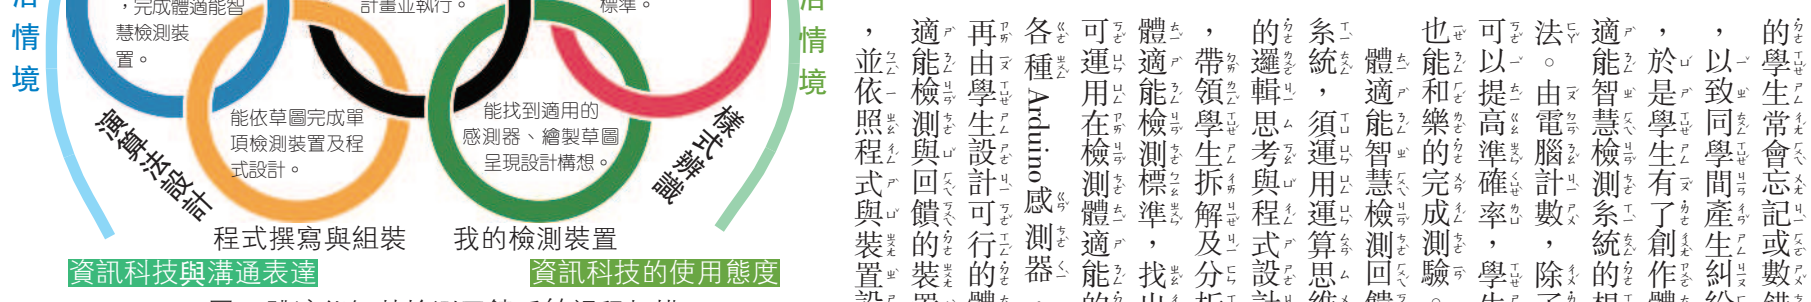 ，完成體適能智
慧檢測裝
置。
計畫並執行。
標準。
情境
情境
能依草圖完成單
項檢測裝置及程
式設計。
能找到適用的
感測器、繪製草圖
呈現設計構想。
演算法設計
樣式辨識
程式撰寫與組裝
我的檢測裝置
資訊科技與溝通表達
資訊科技的使用態度
的學生常會忘記或數
，以致同學間產生糾紛
，於是學生有了創作體
適能智慧檢測系統的
法。由電腦計數，除了
可以提高準確率，學生
也能和樂的完成測驗。
體適能智慧檢測回饋
系統，須運用運算思維
的邏輯思考與程式設計
，帶領學生拆解及分析
體適能檢測標準，找出
可運用在檢測體適能的
各種Arduino感測器
再由學生設計可行的體
適能檢測與回饋的裝置
，並依照程式與裝置設